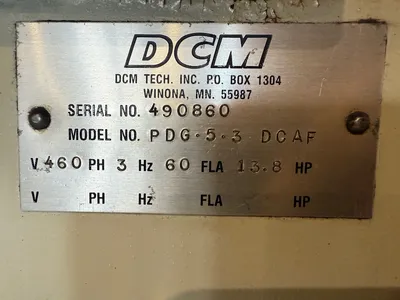 DCM
DCM TECH. INC. P.O. BOX 1304
WINONA, MN. 55987
SERIAL NO. 490860
MODEL NO. PDG·5·3 DCAF
V 460 PH 3 Hz 60 FLA 13.8 HP
V PH Hz FLA HP